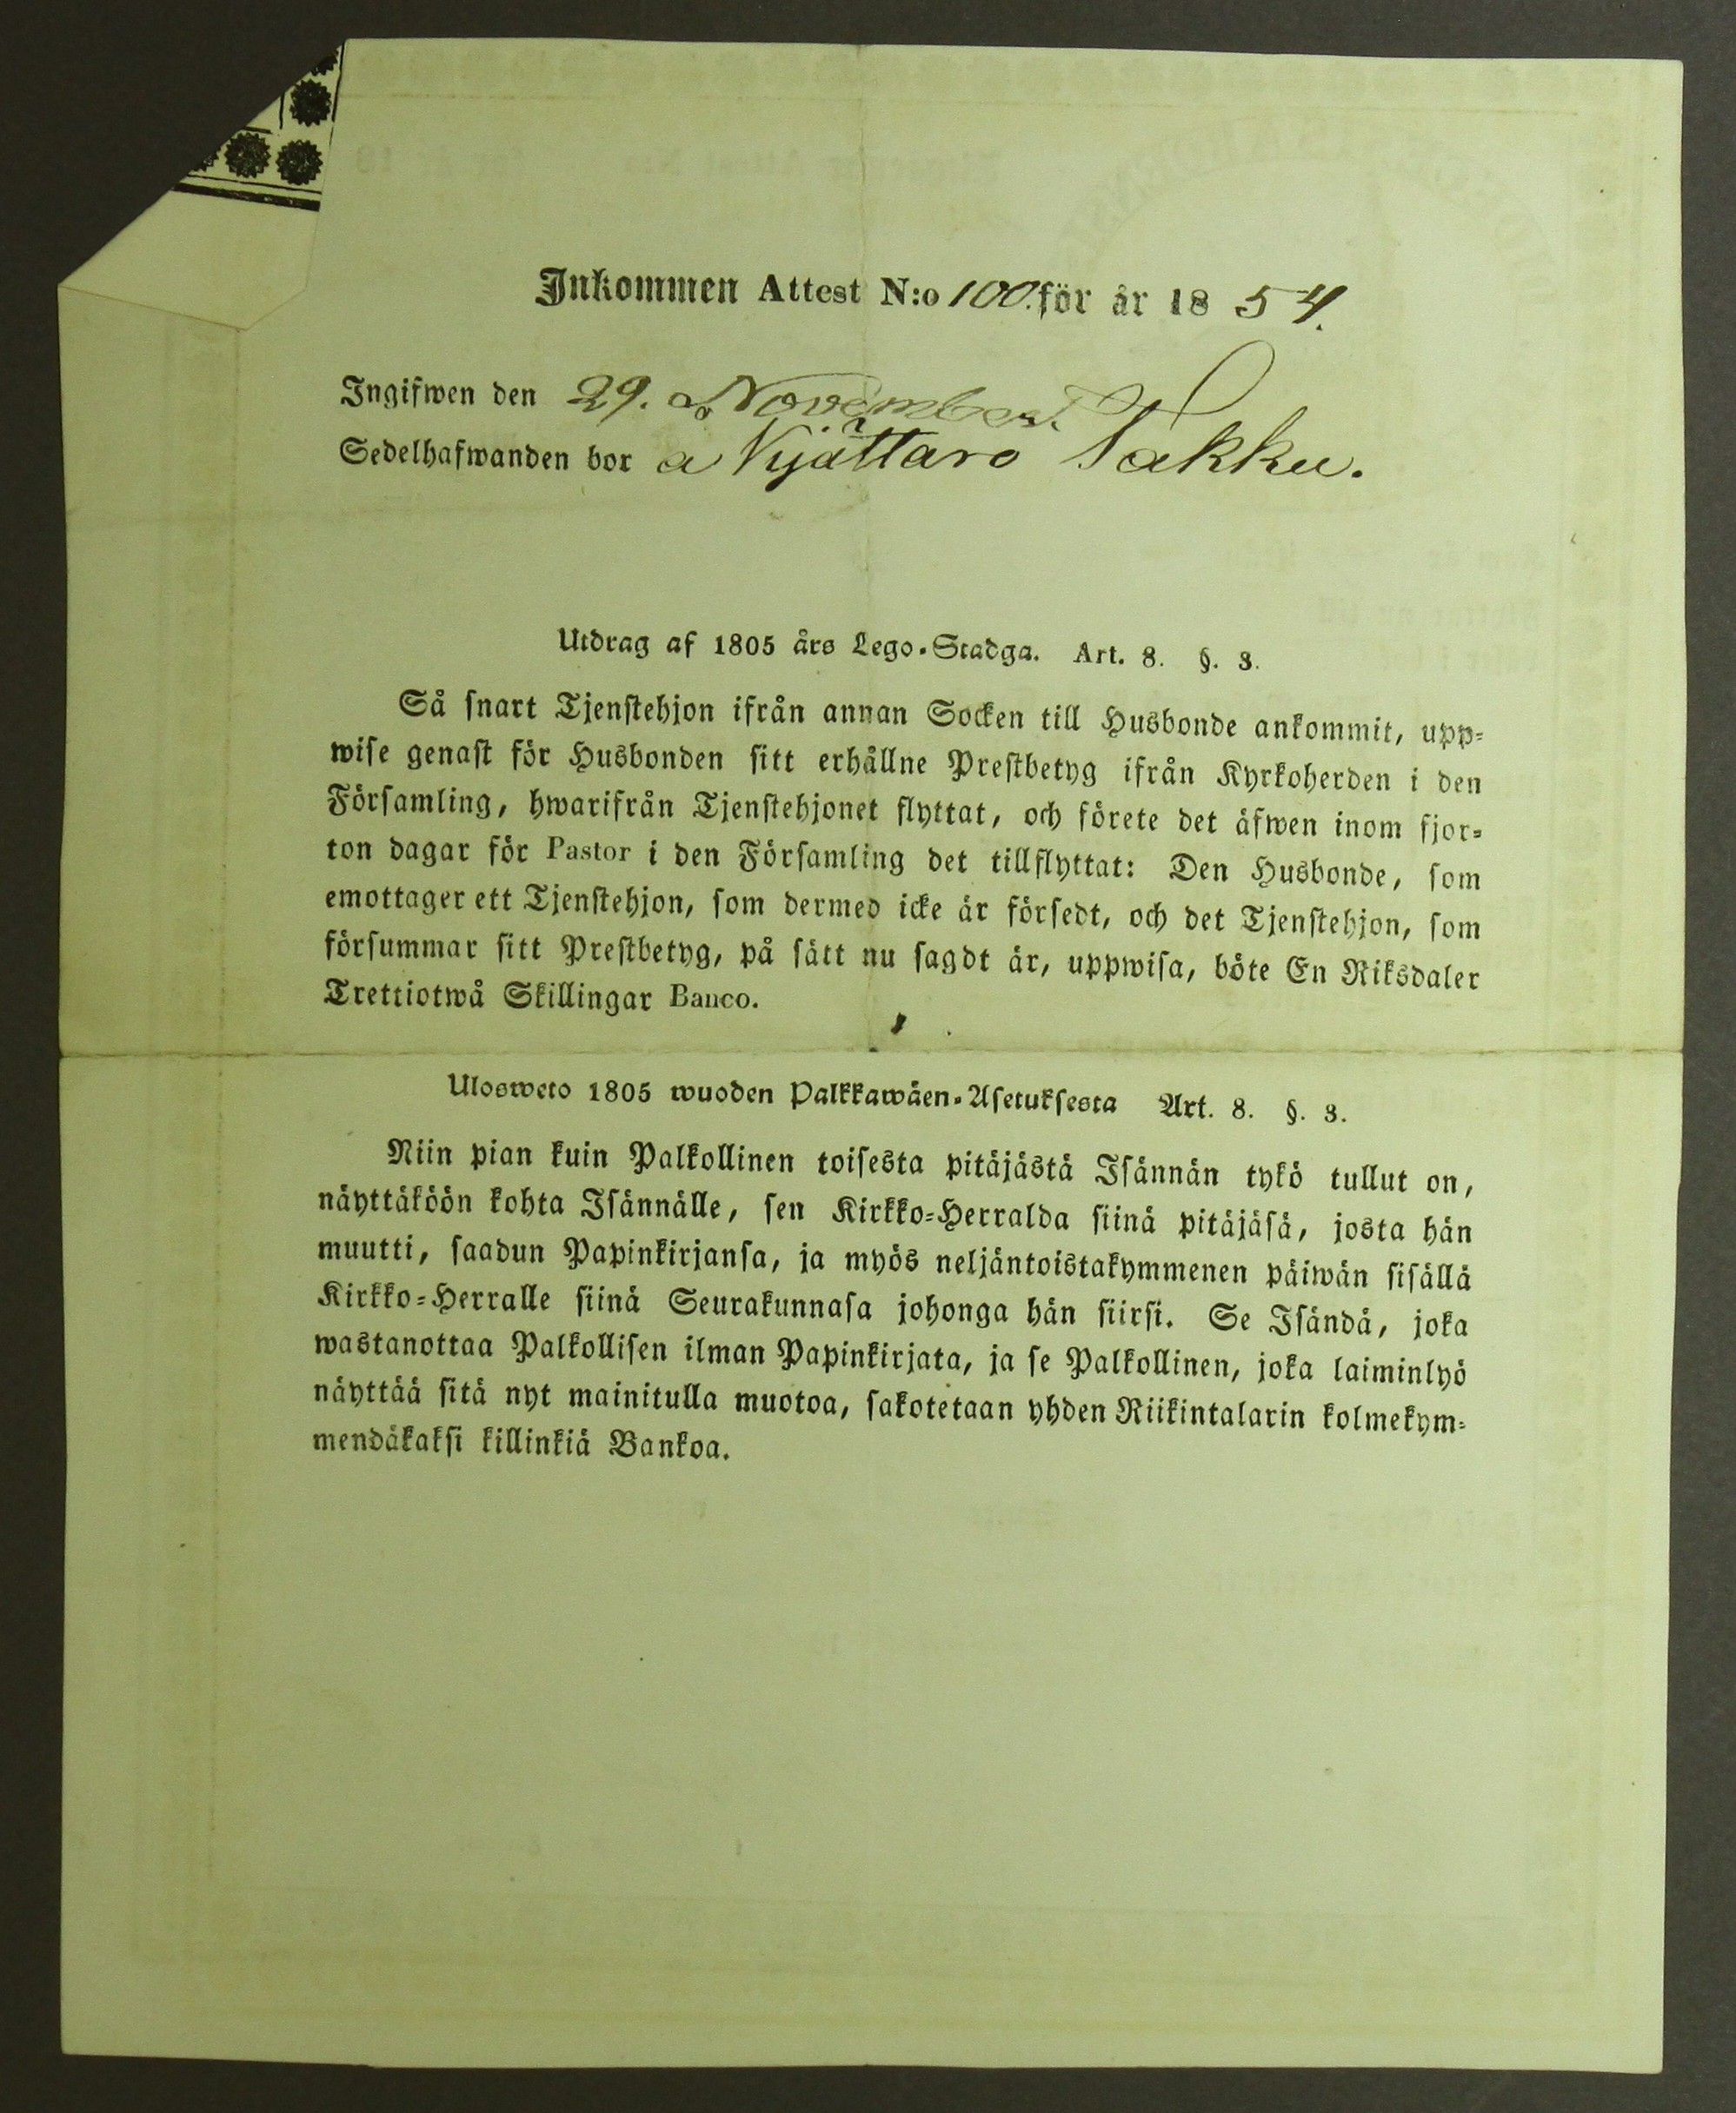 Inkommen Attest N:o 100. för år 1854.
Ingifwen den 29. November.
Sedelhafwanden bor å Kjättarö Takku.
Utdrag af 1805 års Lego-Stadga. Art. 8. §. 3.
Så snart Tjenstehjon ifrån annan Socken till Husbonde ankommit, upp-
wise genast för Husbonden sitt erhållne Prestbetyg ifrån Kyrkoherden i den
Församling, hwarifrån Tjenstehjonet flyttat, och förete det äfwen inom fjor-
ton dagar för Pastor i den Församling det tillflyttat: Den Husbonde, som
emottager ett Tjenstehjon, som dermed icke är försedt, och det Tjenstehjon, som
försummar sitt Prestbetyg, på sätt nu sagdt är, uppwisa, böte En Riksdaler
Trettiotwå Skillingar Banco.
Ulosweto 1805 wuoden Palkkawäen-Asetuksesta Art. 8. §. 3.
Niin pian kuin Palkollinen toisesta pitäjästä Isännän tykö tullut on,
näyttäköön kohta Isännälle, sen Kirkko-Herralda siinä pitäjäsä, josta hän
muutti, saadun Papinkirjansa, ja myös neljäntoistakymmenen päiwän sisällä
Kirkko-Herralle siinä Seurakunnasa johonga hän siirsi. Se Isändä, joka
wastanottaa Palkollisen ilman Papinkirjata, ja se Palkollinen, joka laiminlyö
näyttää sitä nyt mainitulla muotoa, sakotetaan yhden Riikintalarin kolmekym-
mendäkaksi killinkiä Bankoa.